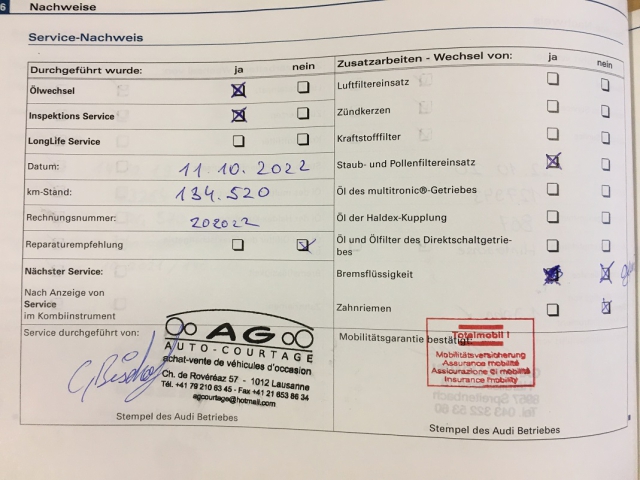 6 Nachweise
Service-Nachweis
Durchgeführt wurde: ja nein
Ölwechsel
Inspektions Service
LongLife Service
Datum: 11.10.2022
km-Stand: 134.520
Rechnungsnummer: 202022
Reparaturempfehlung
Nächster Service:
Nach Anzeige von
Service
im Kombiinstrument
Service durchgeführt von:
AG
AUTO-COURTAGE
achat-vente de véhicules d'occasion
Ch. de Rovéréaz 57 - 1012 Lausanne
Tél. +41 79 210 63 45 - Fax +41 21 653 86 34
agcourtage@hotmail.com
Stempel des Audi Betriebes
Zusatzarbeiten - Wechsel von: ja nein
Luftfiltereinsatz
Zündkerzen
Kraftstofffilter
Staub- und Pollenfiltereinsatz
Öl des multitronic®-Getriebes
Öl der Haldex-Kupplung
Öl und Ölfilter des Direktschaltgetrie-
bes
Bremsflüssigkeit
Zahnriemen
Mobilitätsgarantie bestätigt:
Totalmobil !
Mobilitätsversicherung
Assurance mobilité
Assicurazione di mobilità
Insurance mobility
Stempel des Audi Betriebes